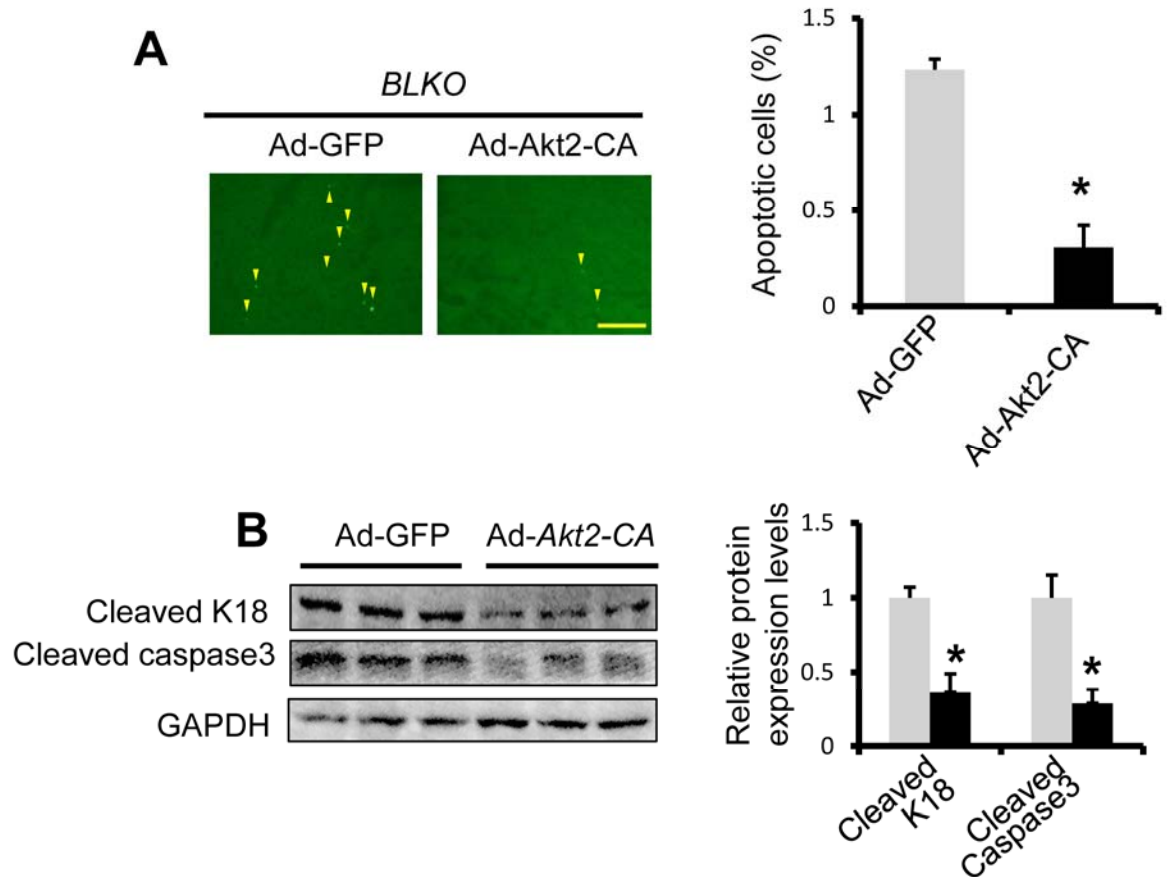 A
BLKO
Ad-GFP Ad-Akt2-CA
Apoptotic cells (%)
1.5
1
0.5
0
*
Ad-GFP
Ad-Akt2-CA
B
Ad-GFP Ad-Akt2-CA
Cleaved K18
Cleaved caspase3
GAPDH
Relative protein
expression levels
1.5
1
0.5
0
*
*
Cleaved
K18
Cleaved
Caspase3